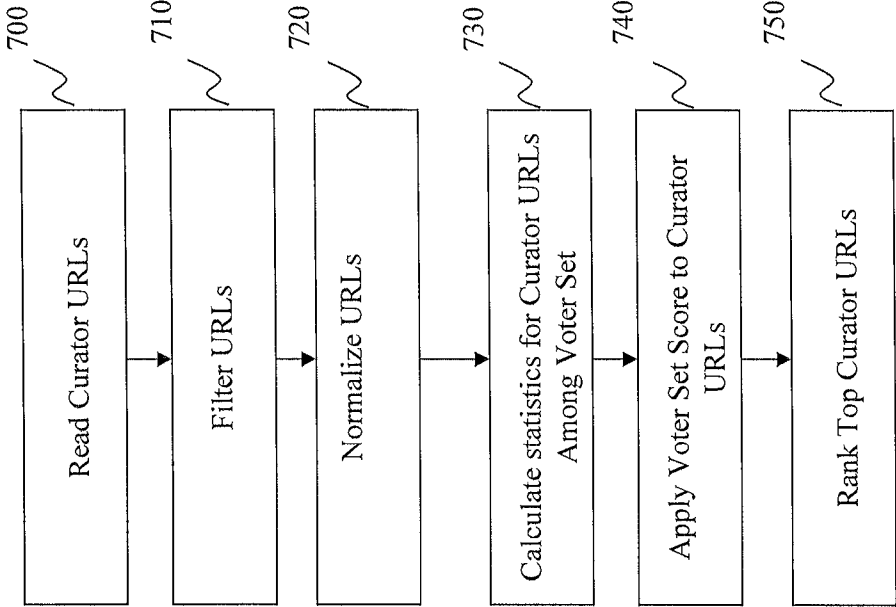 Read Curator URLs
700
Filter URLs
710
Normalize URLs
720
Calculate statistics for Curator URLs
Among Voter Set
730
Apply Voter Set Score to Curator
URLs
740
Rank Top Curator URLs
750